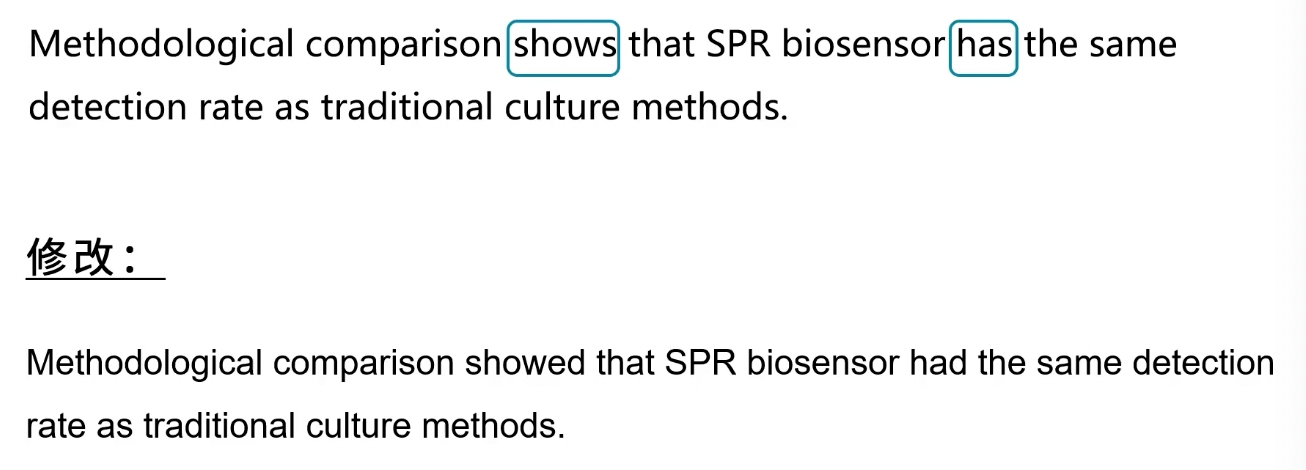 Methodological comparison shows that SPR biosensor has the same
detection rate as traditional culture methods.
修改：
Methodological comparison showed that SPR biosensor had the same detection
rate as traditional culture methods.